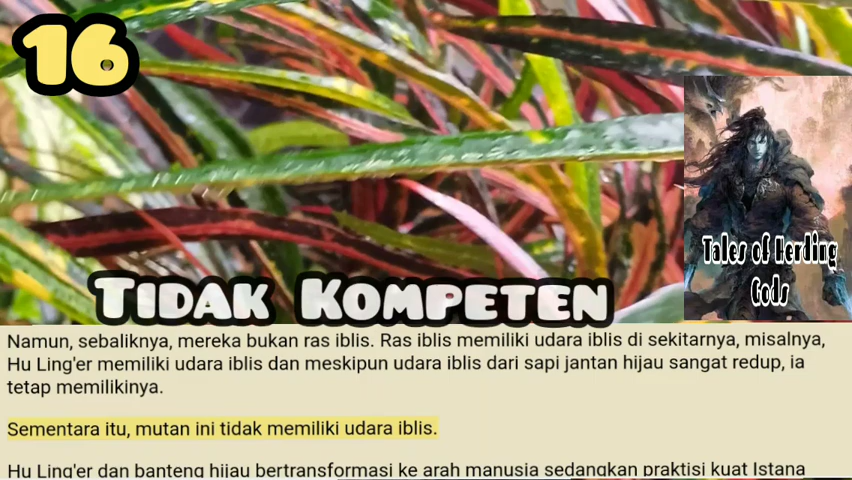 16
Tales of Herding
Gods
TIDAK KOMPETEN
Namun, sebaliknya, mereka bukan ras iblis. Ras iblis memiliki udara iblis di sekitarnya, misalnya,
Hu Ling'er memiliki udara iblis dan meskipun udara iblis dari sapi jantan hijau sangat redup, ia
tetap memilikinya.
Sementara itu, mutan ini tidak memiliki udara iblis.
Hu Ling'er dan banteng hijau bertransformasi ke arah manusia sedangkan praktisi kuat Istana